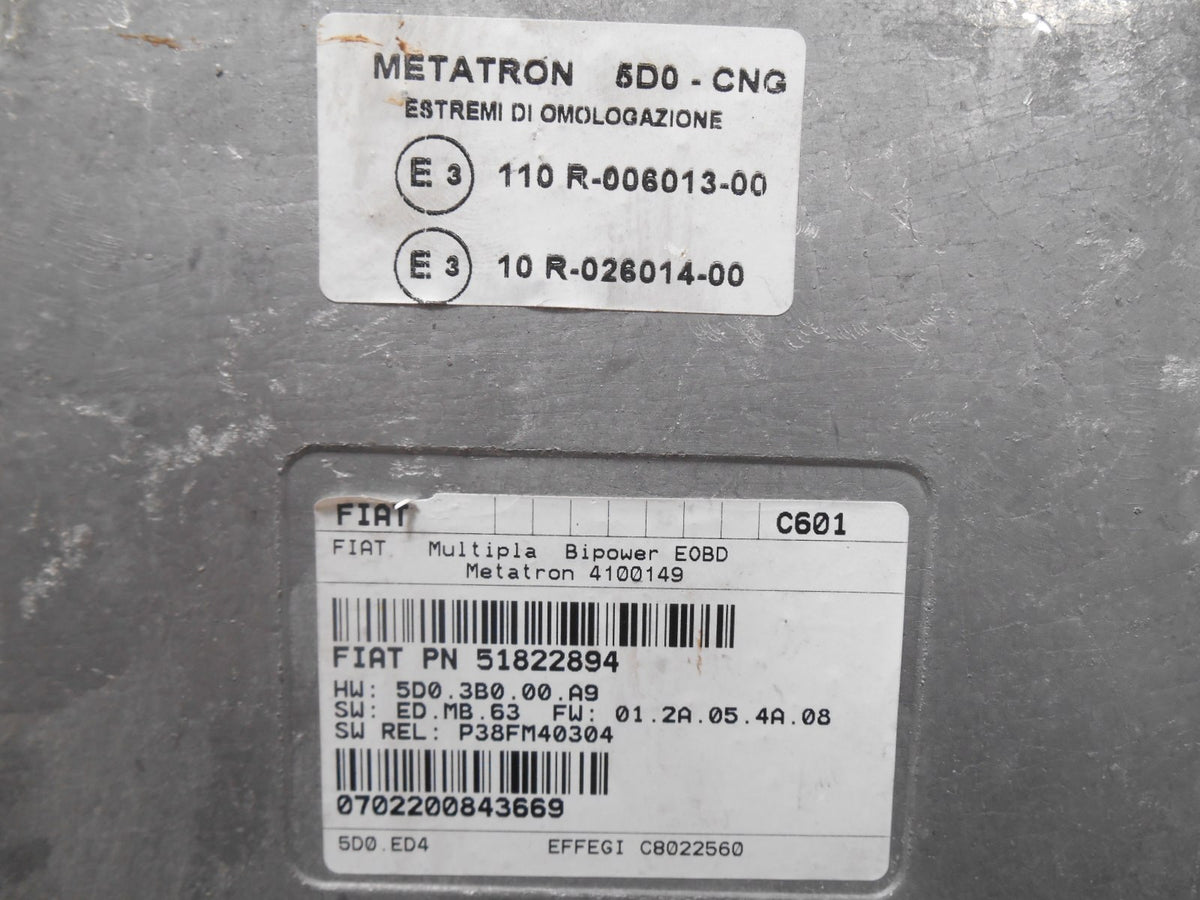 METATRON 5D0 - CNG
ESTREMI DI OMOLOGAZIONE
E3 110 R-006013-00
E3 10 R-026014-00
FIAT C601
FIAT Multipla Bipower EOBD
Metatron 4100149
FIAT PN 51822894
HW: 5D0.3B0.00.A9
SW: ED.MB.63 FW: 01.2A.05.4A.08
SW REL: P38FM40304
0702200843669
5D0.ED4 EFFEGI C8022560